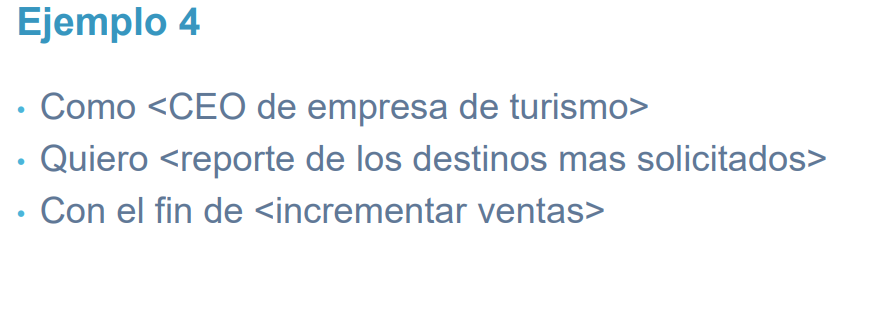 Ejemplo 4
• Como <CEO de empresa de turismo>
• Quiero <reporte de los destinos mas solicitados>
• Con el fin de <incrementar ventas>